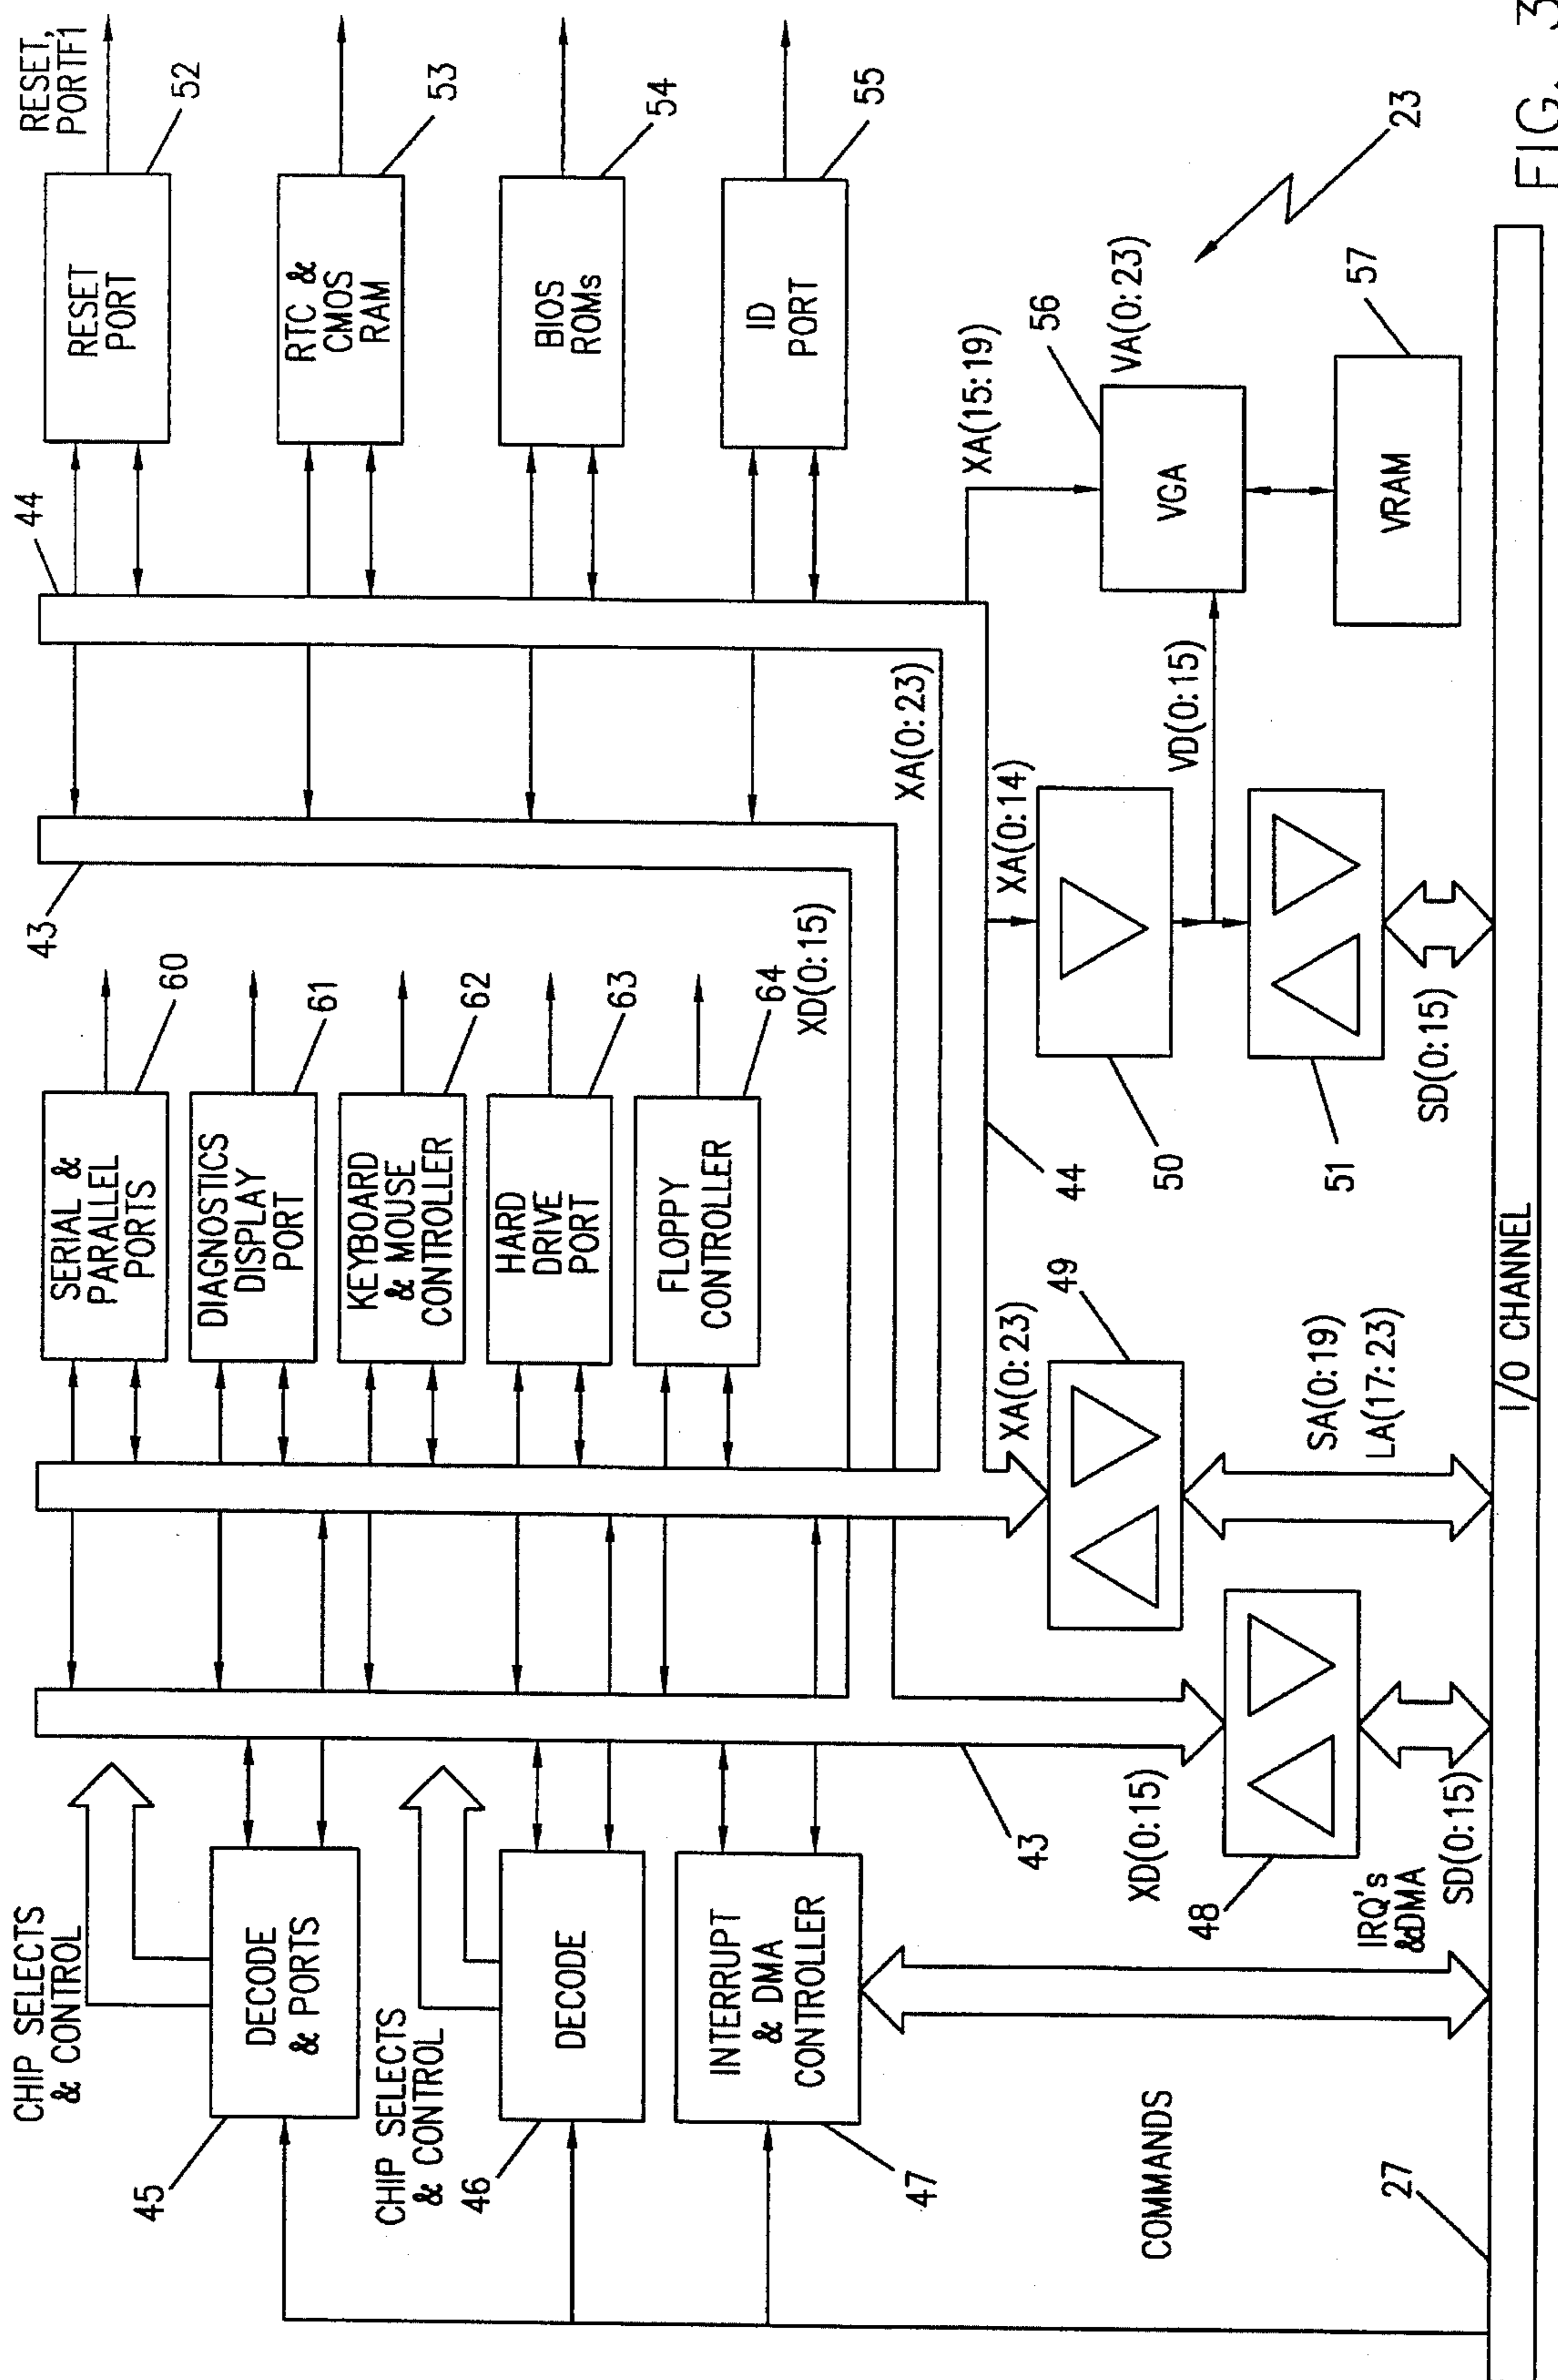 CHIP SELECTS
& CONTROL
45
DECODE
& PORTS
CHIP SELECTS
& CONTROL
46
DECODE
47
INTERRUPT
& DMA
CONTROLLER
COMMANDS
27
43
XD(0:15)
48
IRQ's
&DMA
SD(0:15)
SERIAL &
PARALLEL
PORTS
60
DIAGNOSTICS
DISPLAY
PORT
61
KEYBOARD
& MOUSE
CONTROLLER
62
HARD
DRIVE
PORT
63
FLOPPY
CONTROLLER
64
XD(0:15)
43
44
XA(0:23)
XA(0:23)
49
SA(0:19)
LA(17:23)
I/O CHANNEL
44
XA(0:14)
50
51
SD(0:15)
VD(0:15)
RESET,
PORTF1
RESET
PORT
52
RTC &
CMOS
RAM
53
BIOS
ROMs
54
ID
PORT
55
XA(15:19)
56
VGA
VA(0:23)
VRAM
57
23
FIG. 3